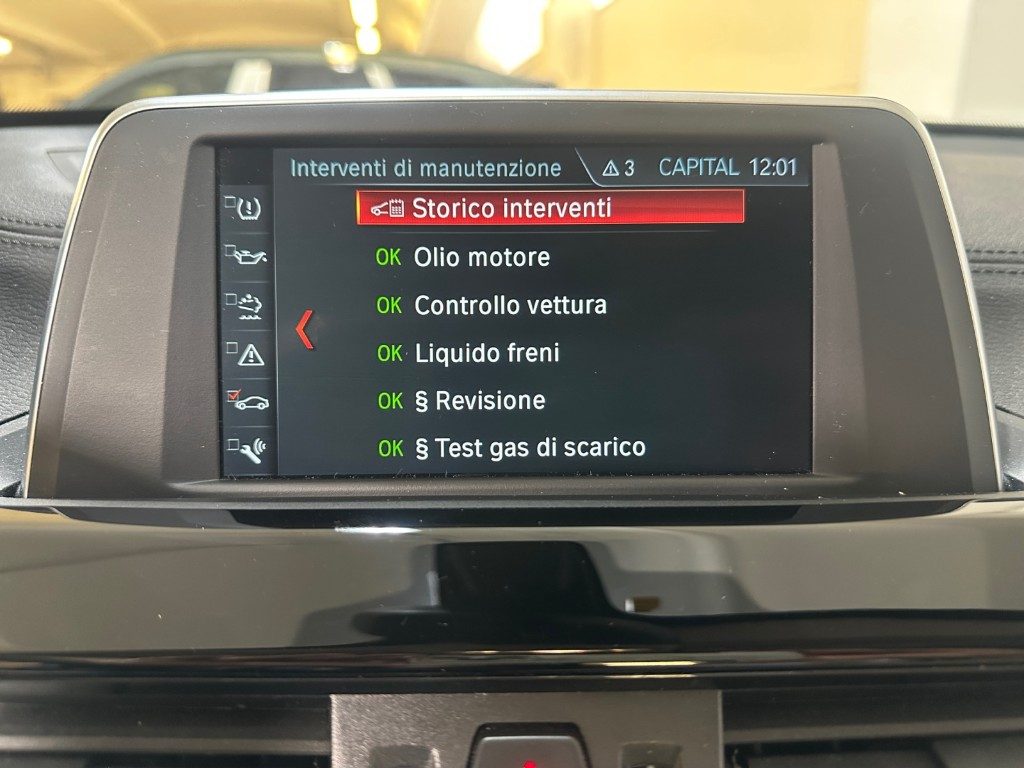 Interventi di manutenzione 3 CAPITAL 12:01
Storico interventi
OK Olio motore
OK Controllo vettura
OK Liquido freni
OK § Revisione
OK § Test gas di scarico